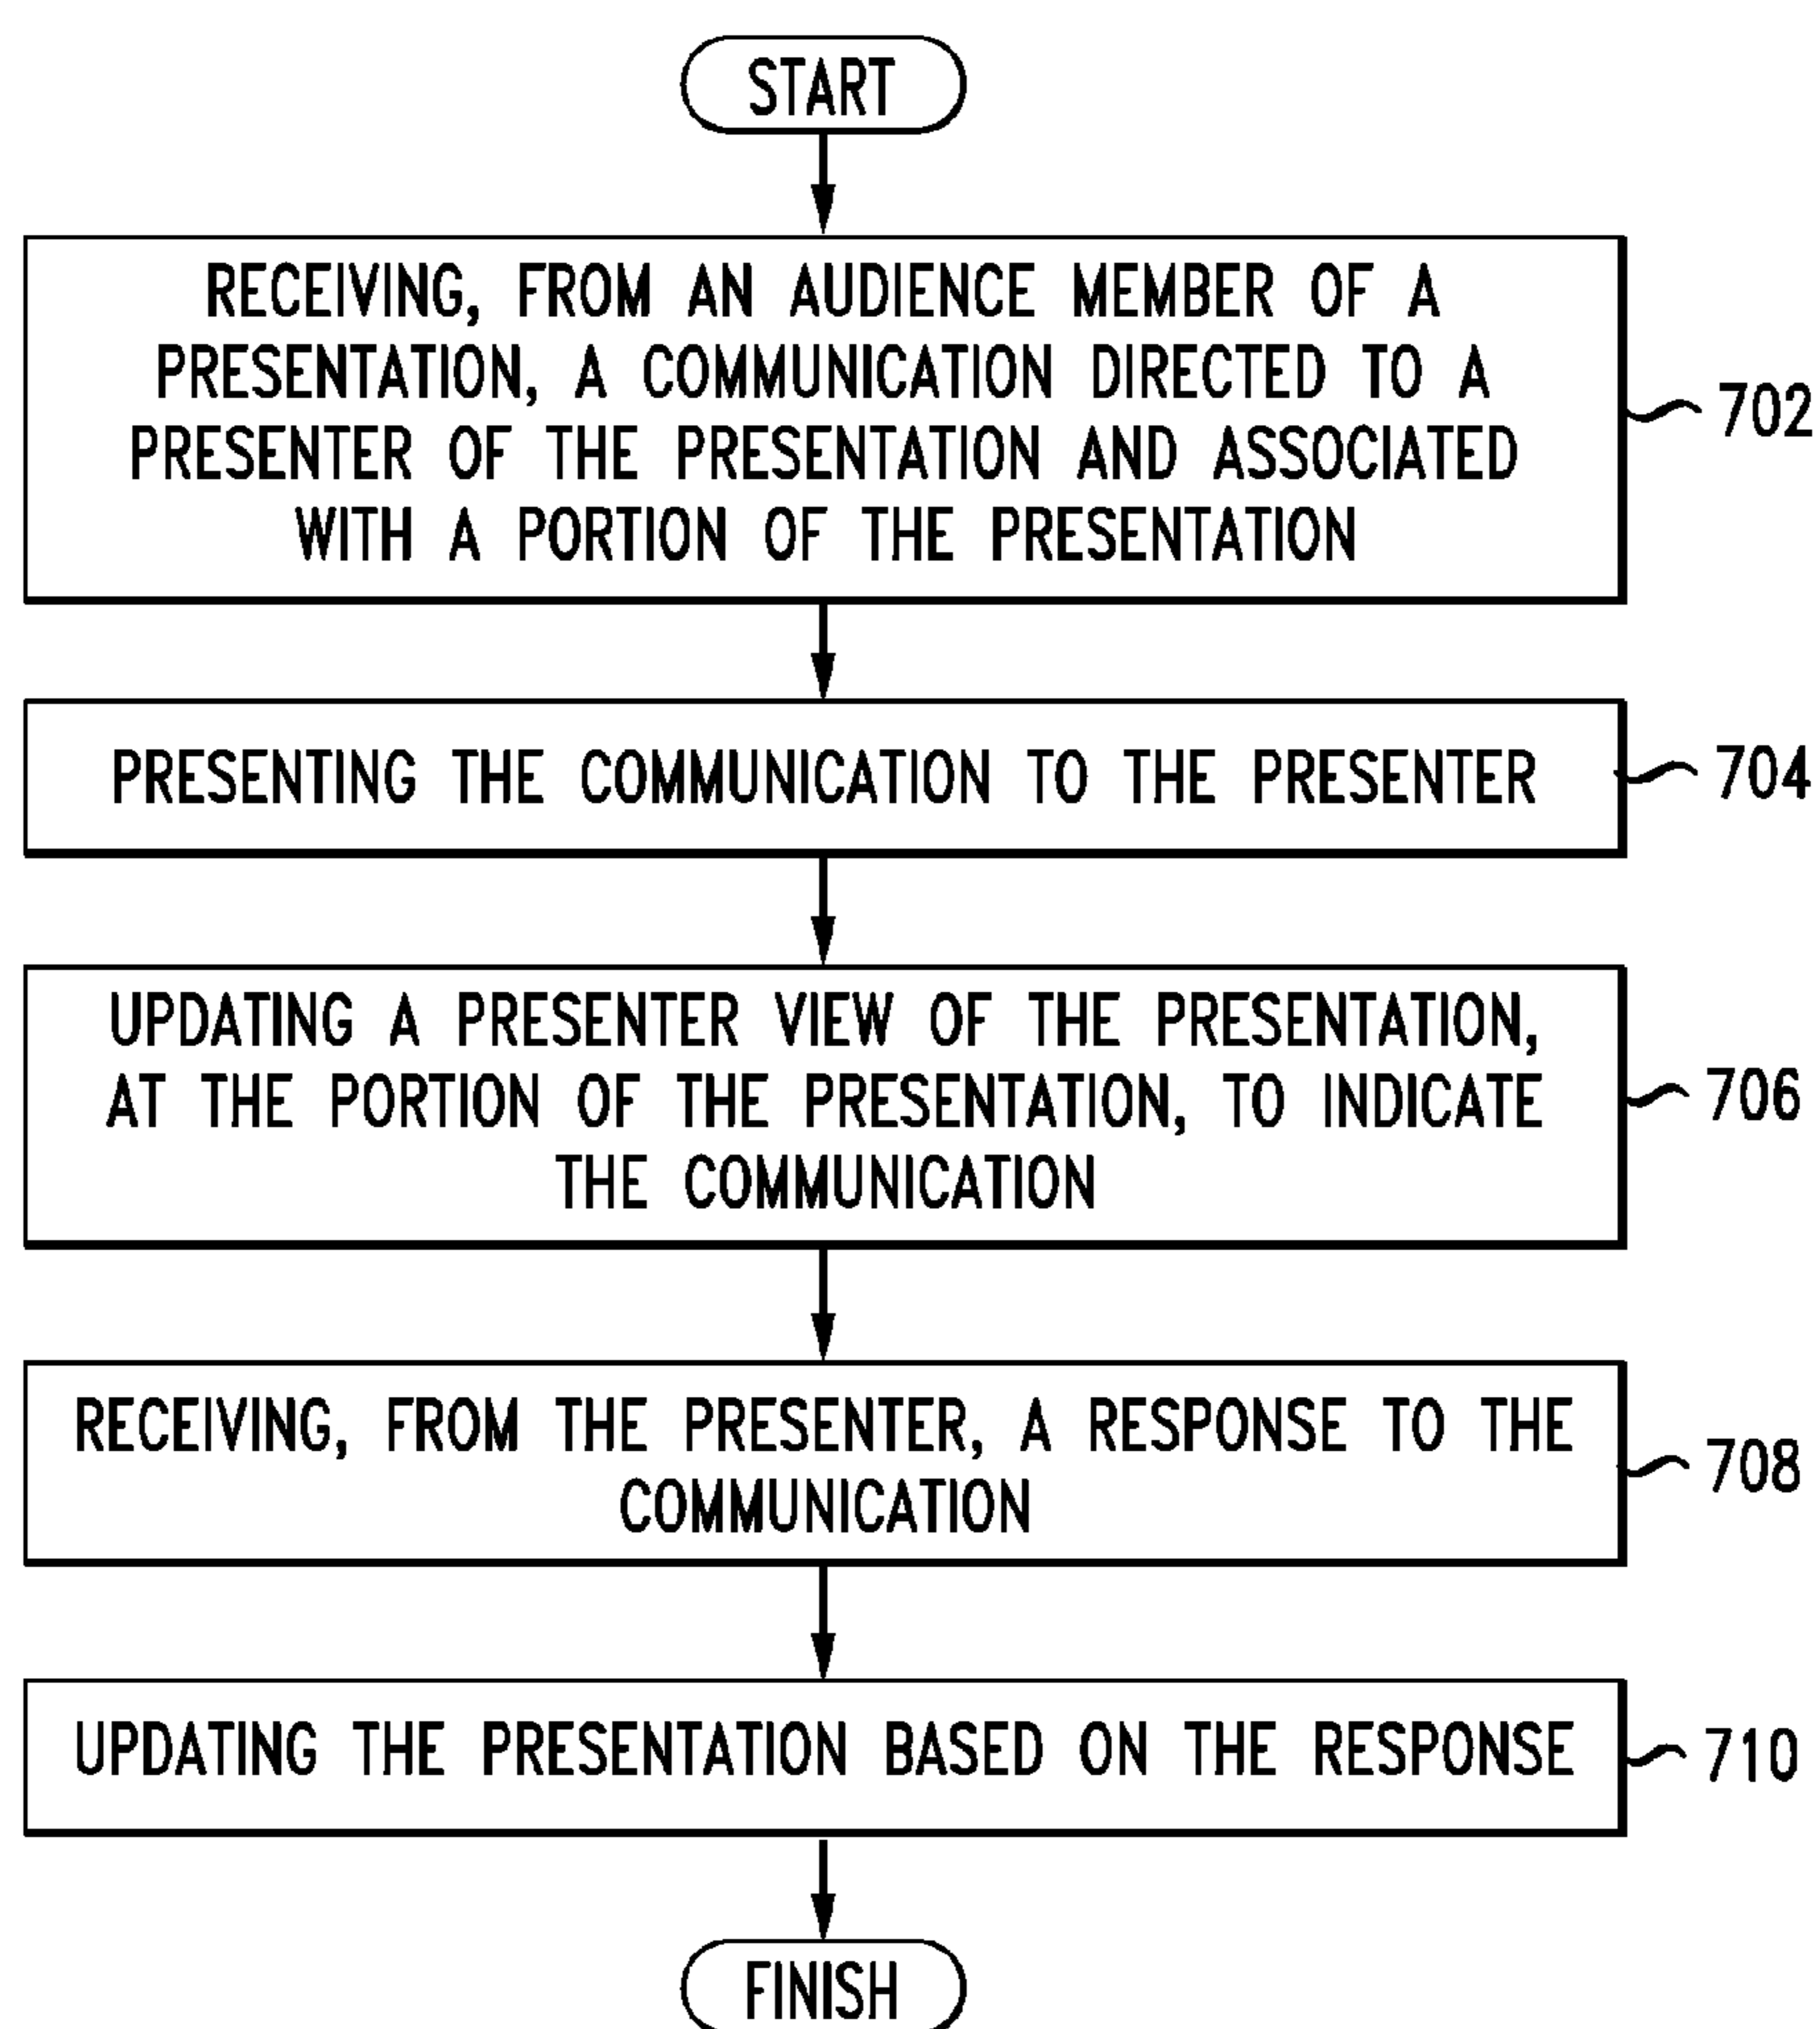 START
RECEIVING, FROM AN AUDIENCE MEMBER OF A
PRESENTATION, A COMMUNICATION DIRECTED TO A
PRESENTER OF THE PRESENTATION AND ASSOCIATED
WITH A PORTION OF THE PRESENTATION
702
PRESENTING THE COMMUNICATION TO THE PRESENTER
704
UPDATING A PRESENTER VIEW OF THE PRESENTATION,
AT THE PORTION OF THE PRESENTATION, TO INDICATE
THE COMMUNICATION
706
RECEIVING, FROM THE PRESENTER, A RESPONSE TO THE
COMMUNICATION
708
UPDATING THE PRESENTATION BASED ON THE RESPONSE
710
FINISH